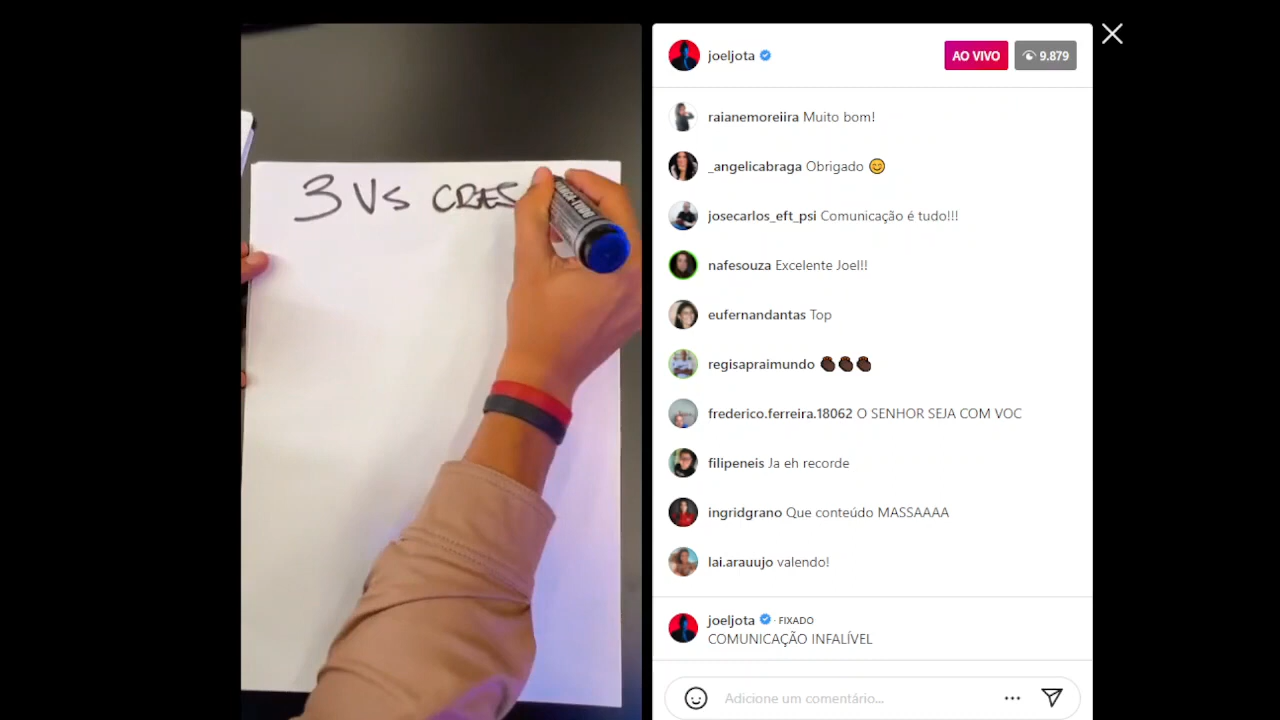 joeljota
AO VIVO
9.879
3 Vs CRES
raianemoreiira Muito bom!
_angelicabraga Obrigado 😊
josecarlos_eft_psi Comunicação é tudo!!!
nafesouza Excelente Joel!!
eufernandantas Top
regisapraimundo
frederico.ferreira.18062 O SENHOR SEJA COM VOC
filipeneis Ja eh recorde
ingridgrano Que conteúdo MASSAAAA
lai.arauujo valendo!
joeljota · FIXADO
COMUNICAÇÃO INFALÍVEL
Adicione um comentário...